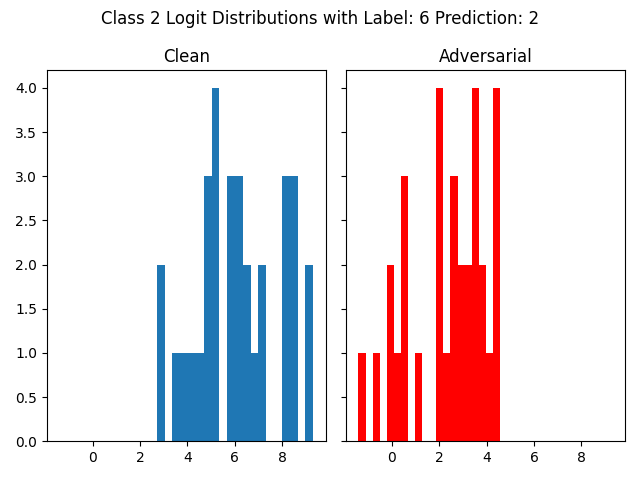 Class 2 Logit Distributions with Label: 6 Prediction: 2
Clean
Adversarial
4.0
3.5
3.0
2.5
2.0
1.5
1.0
0.5
0.0
0 2 4 6 8
0 2 4 6 8